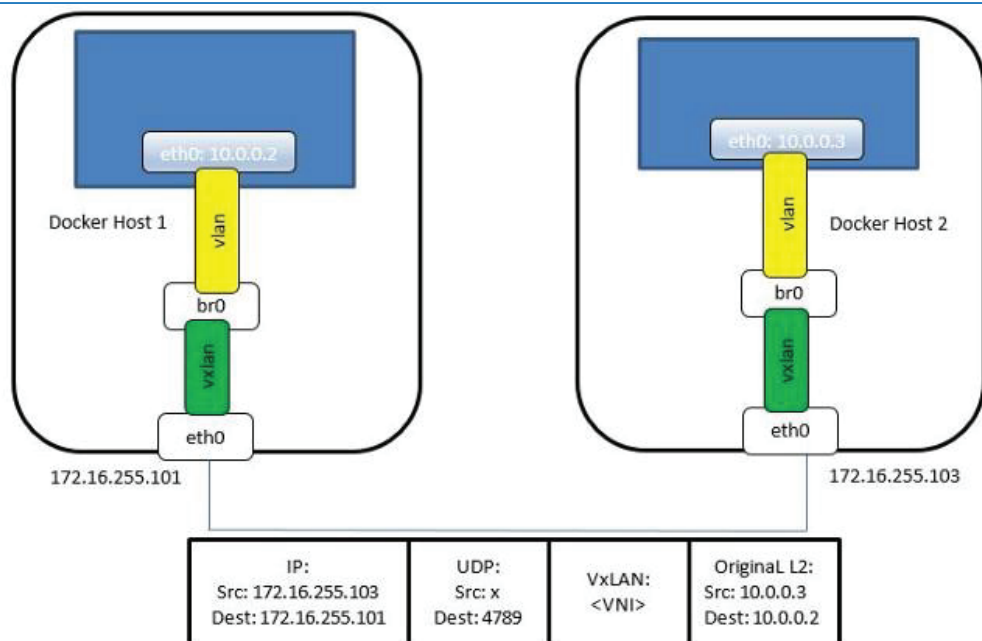 eth0: 10.0.0.2
eth0: 10.0.0.3
Docker Host 1
vlan
vlan
Docker Host 2
br0
br0
vxlan
vxlan
eth0
eth0
172.16.255.101
172.16.255.103
IP:
Src: 172.16.255.103
Dest: 172.16.255.101
UDP:
Src: x
Dest: 4789
VxLAN:
<VNI>
OriginaL L2:
Src: 10.0.0.3
Dest: 10.0.0.2